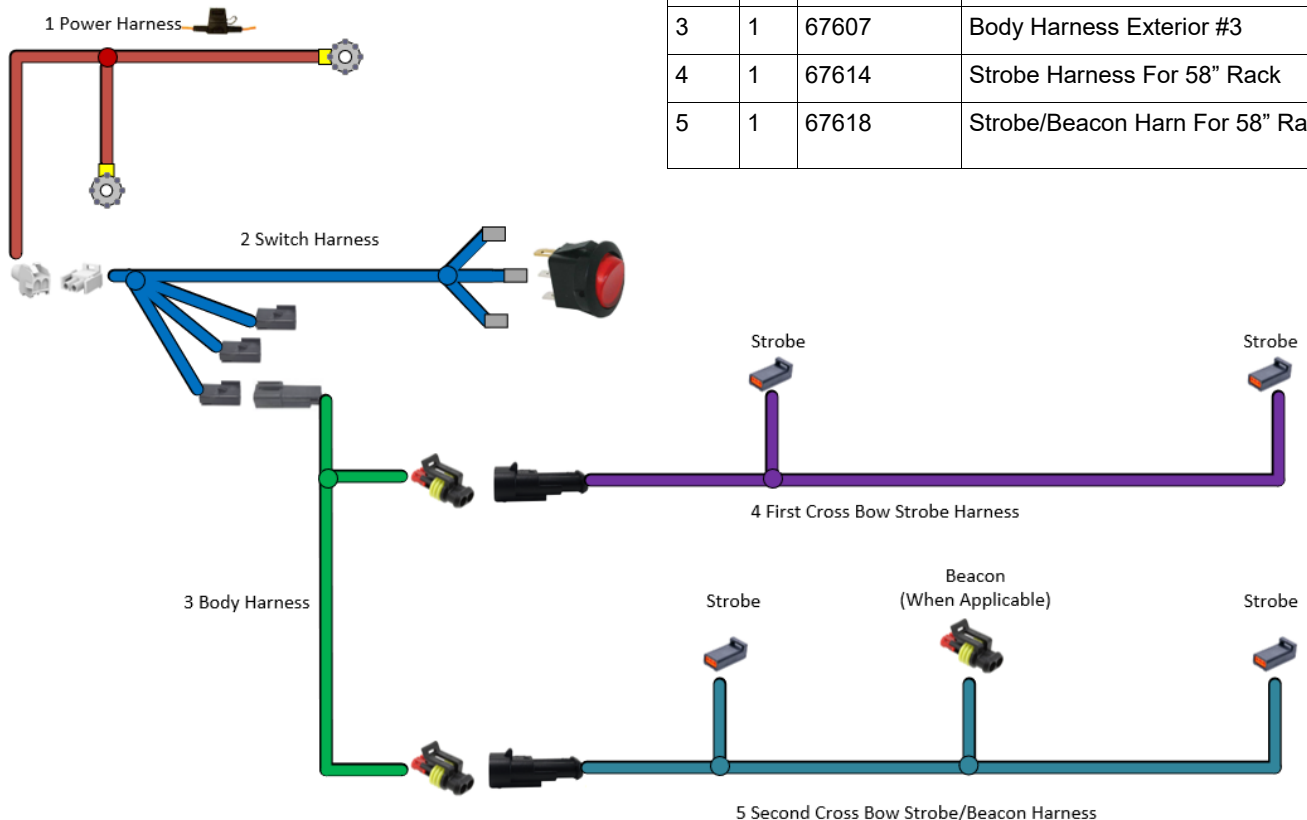 1 Power Harness
3 1 67607 Body Harness Exterior #3
4 1 67614 Strobe Harness For 58” Rack
5 1 67618 Strobe/Beacon Harn For 58” Ra
2 Switch Harness
Strobe
Strobe
4 First Cross Bow Strobe Harness
3 Body Harness
Strobe
Beacon
(When Applicable)
Strobe
5 Second Cross Bow Strobe/Beacon Harness